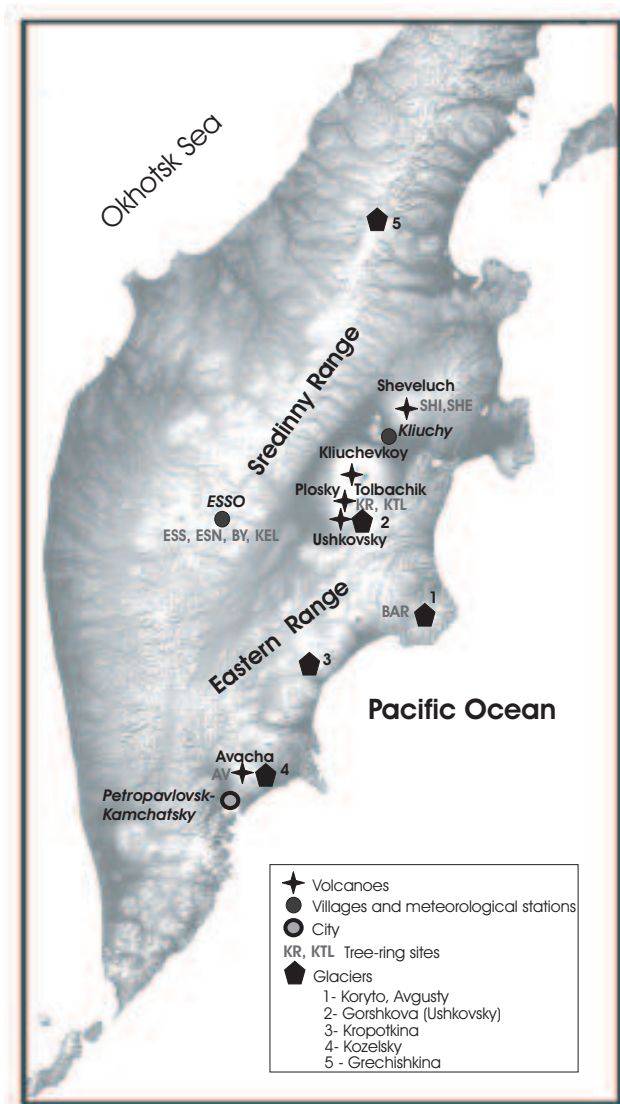 Okhotsk Sea
5
Sredinny Range
Sheveluch
SHI,SHE
Kliuchy
Kliuchevkoy
Plosky Tolbachik
KR, KTL
ESSO
ESS, ESN, BY, KEL
2
Ushkovsky
1
BAR
Eastern Range
3
Pacific Ocean
Avacha
AV
4
Petropavlovsk-
Kamchatsky
Volcanoes
Villages and meteorological stations
City
KR, KTL Tree-ring sites
Glaciers
1- Koryto, Avgusty
2- Gorshkova (Ushkovsky)
3- Kropotkina
4- Kozelsky
5 - Grechishkina